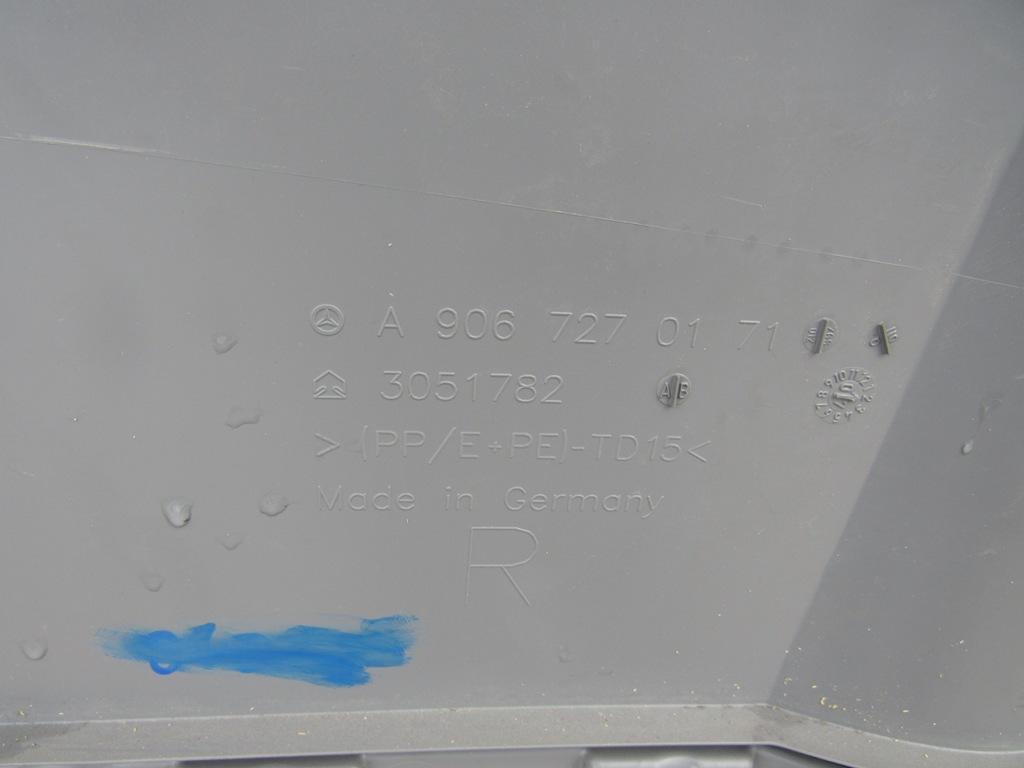 A 906 727 01 71
3051782 A B
>(PP/E+PE)-TD15<
Made in Germany
R